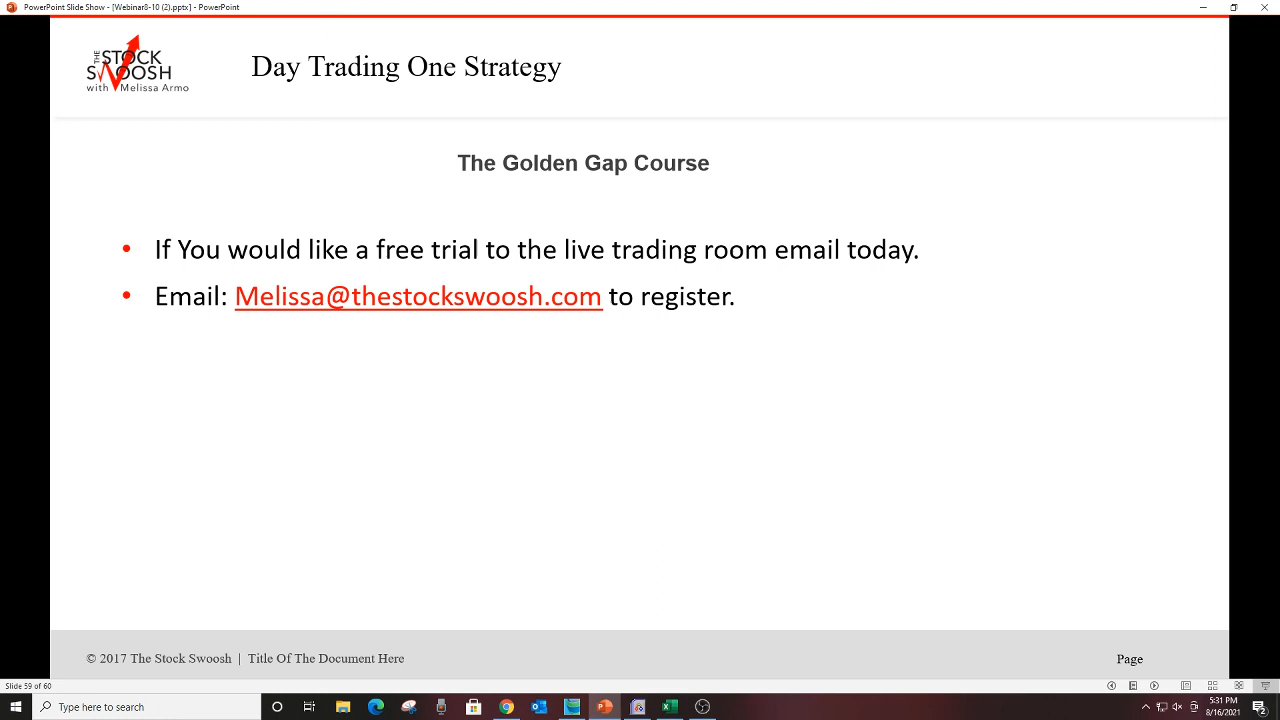 PowerPoint Slide Show - [Webinar8-10 (2).pptx] - PowerPoint
THE STOCK SWOOSH
with Melissa Armo
Day Trading One Strategy
The Golden Gap Course
• If You would like a free trial to the live trading room email today.
• Email: Melissa@thestockswoosh.com to register.
© 2017 The Stock Swoosh | Title Of The Document Here
Page
Slide 59 of 60
Type here to search
5:31 PM
8/16/2021
2